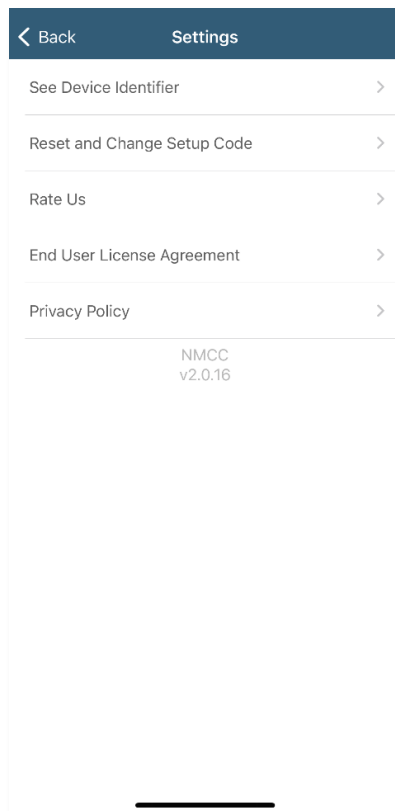 Back
Settings
See Device Identifier
Reset and Change Setup Code
Rate Us
End User License Agreement
Privacy Policy
NMCC
v2.0.16